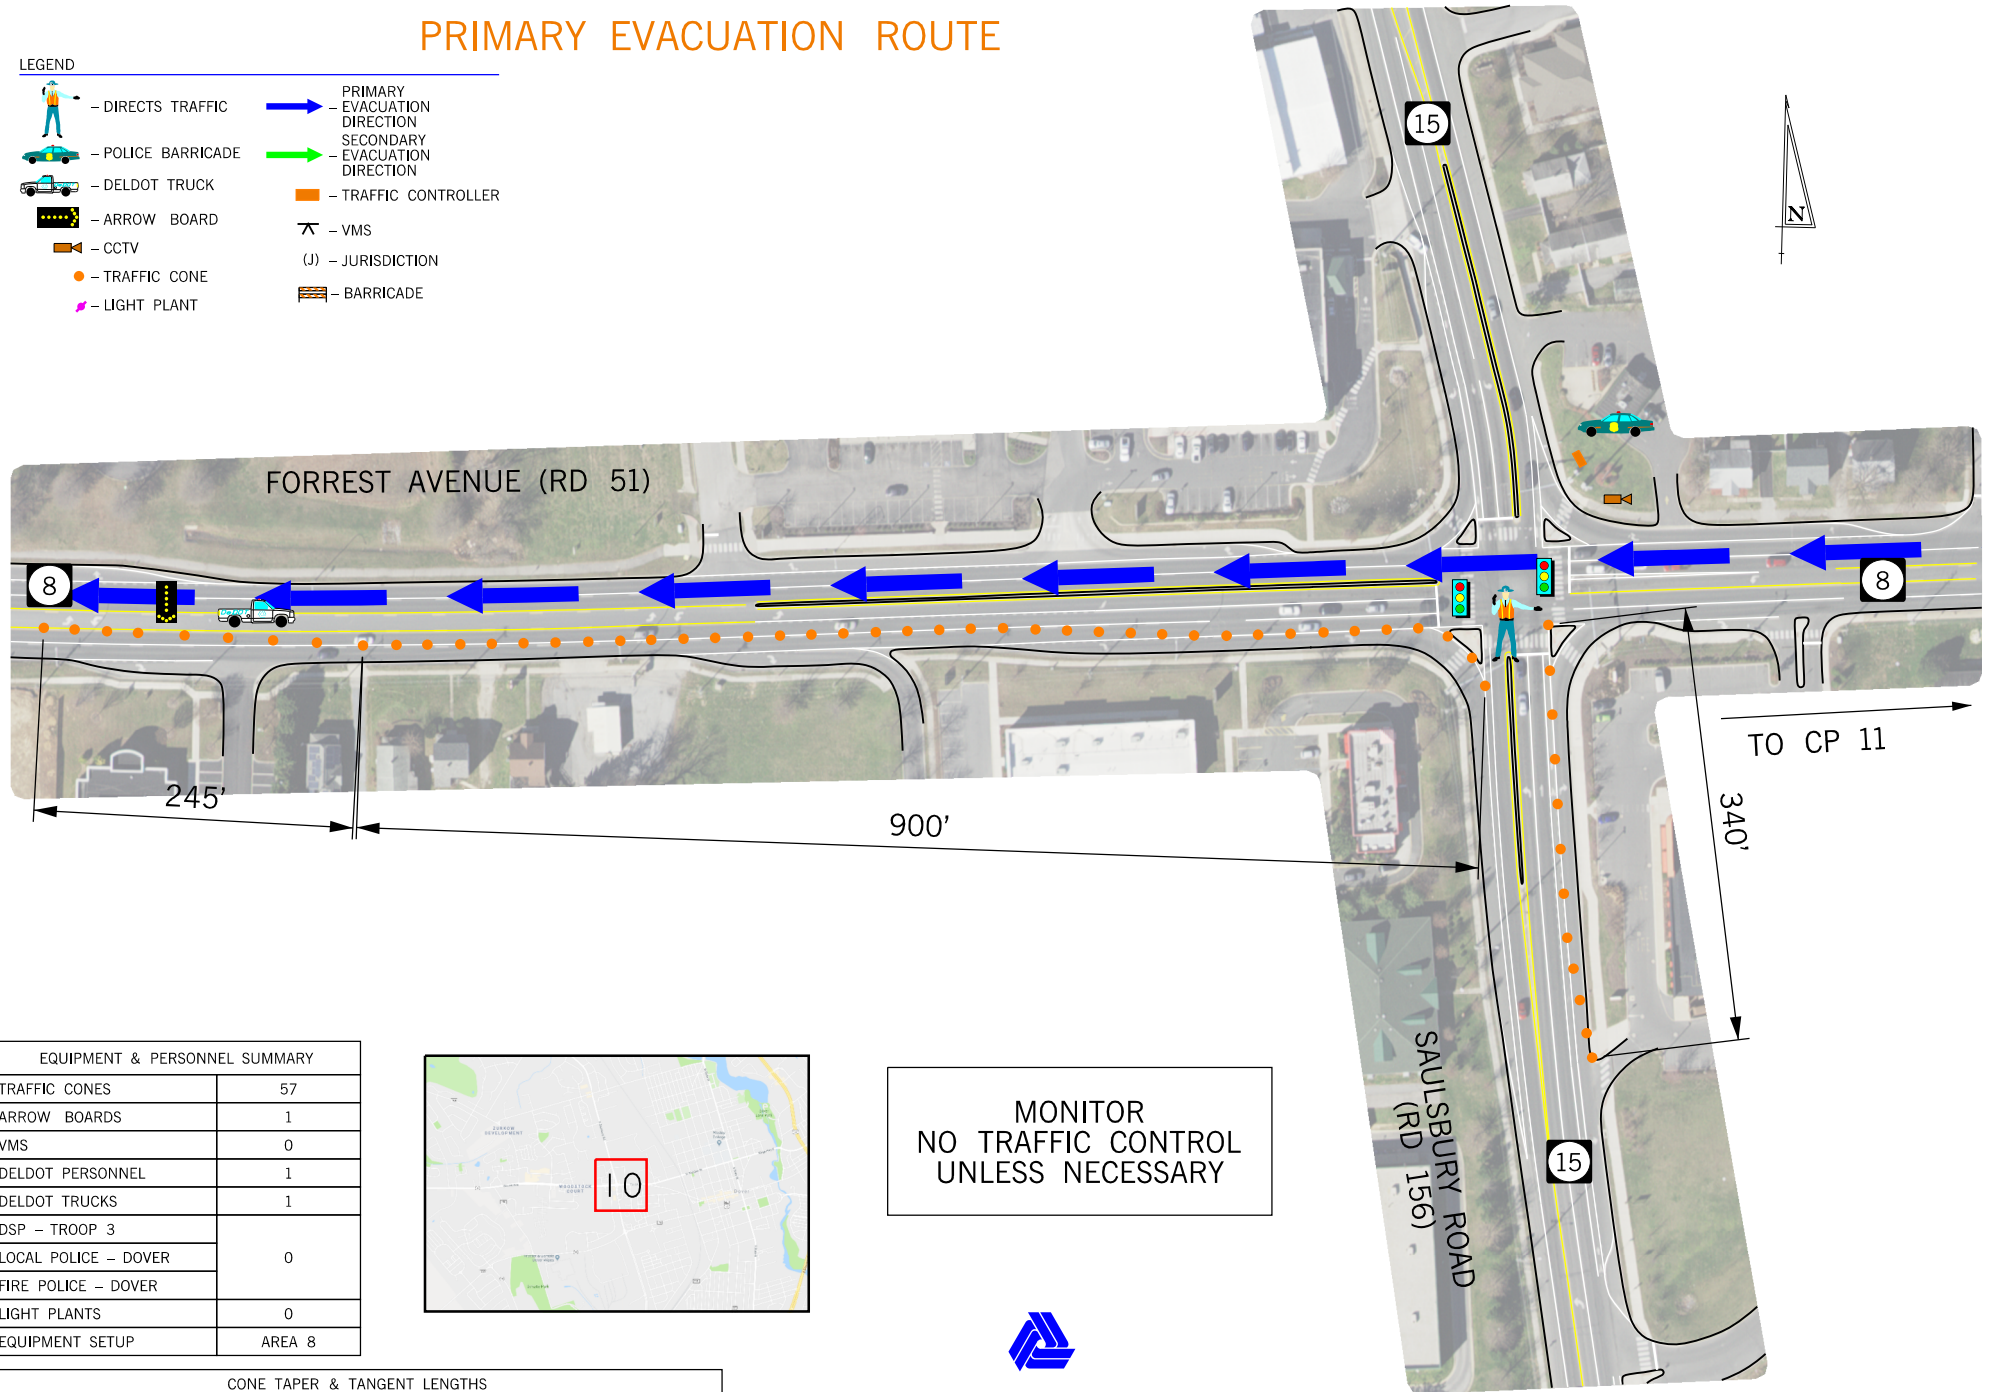 PRIMARY EVACUATION ROUTE
LEGEND
– DIRECTS TRAFFIC
– POLICE BARRICADE
– DELDOT TRUCK
– ARROW BOARD
– CCTV
– TRAFFIC CONE
– LIGHT PLANT
PRIMARY
– EVACUATION
DIRECTION
SECONDARY
– EVACUATION
DIRECTION
– TRAFFIC CONTROLLER
– VMS
(J) – JURISDICTION
– BARRICADE
15
N
FORREST AVENUE (RD 51)
8
8
TO CP 11
245'
900'
340'
SAULSBURY ROAD
(RD 156)
15
EQUIPMENT & PERSONNEL SUMMARY
TRAFFIC CONES 57
ARROW BOARDS 1
VMS 0
DELDOT PERSONNEL 1
DELDOT TRUCKS 1
DSP – TROOP 3
LOCAL POLICE – DOVER 0
FIRE POLICE – DOVER
LIGHT PLANTS 0
EQUIPMENT SETUP AREA 8
10
MONITOR
NO TRAFFIC CONTROL
UNLESS NECESSARY
CONE TAPER & TANGENT LENGTHS